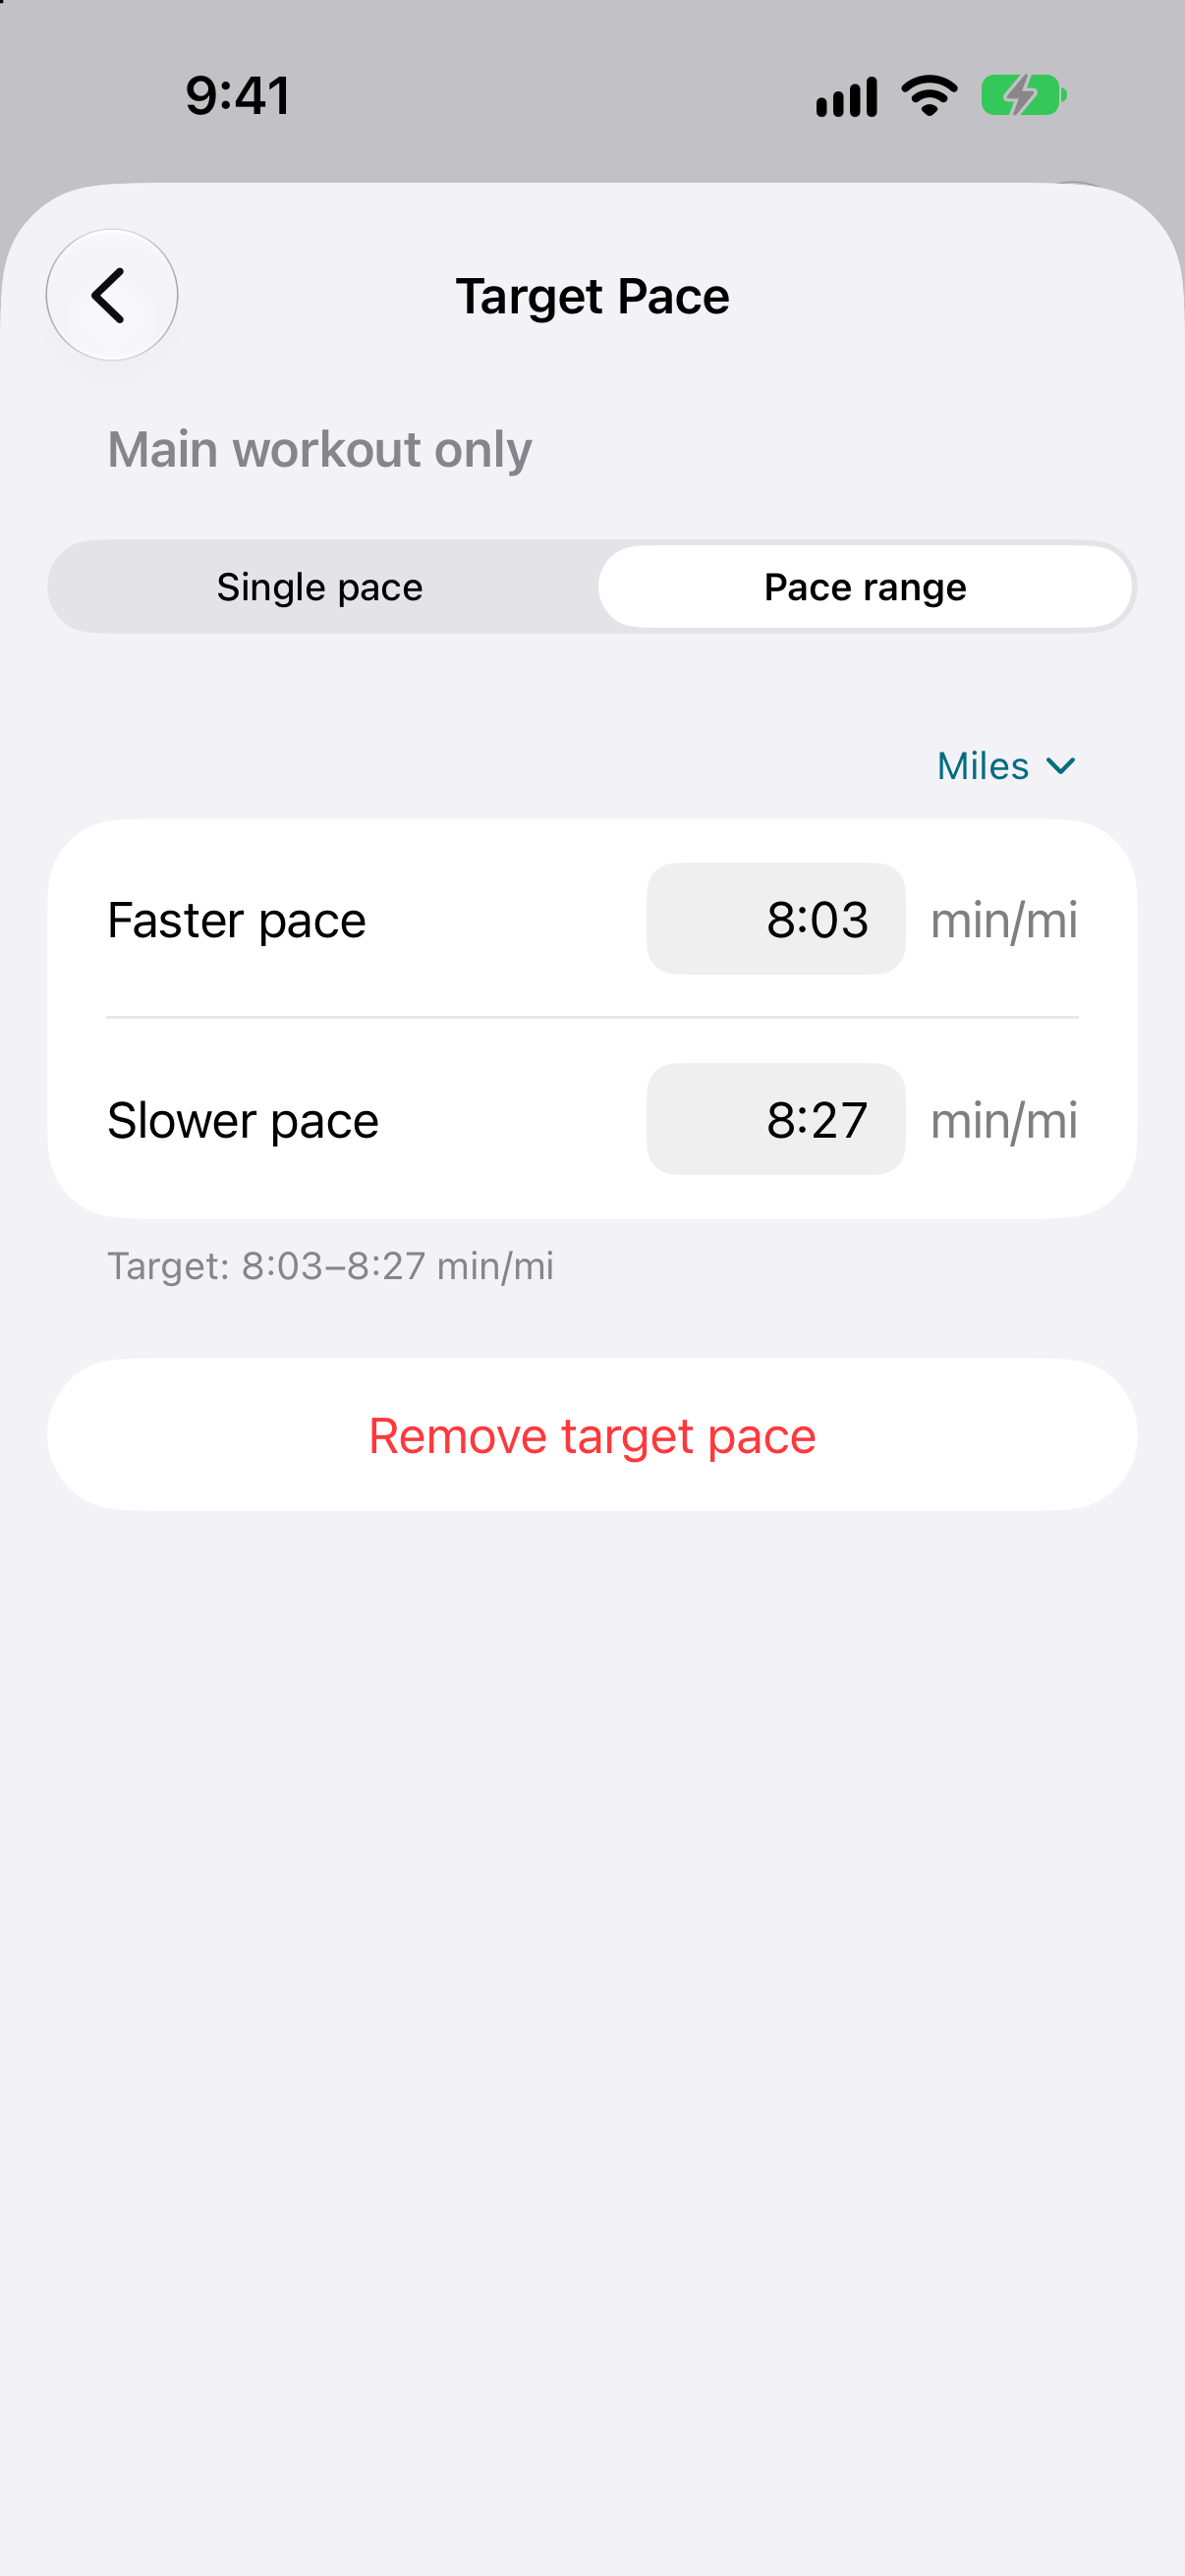 9:41
Target Pace
Main workout only
Single pace
Pace range
Miles
Faster pace 8:03 min/mi
Slower pace 8:27 min/mi
Target: 8:03–8:27 min/mi
Remove target pace